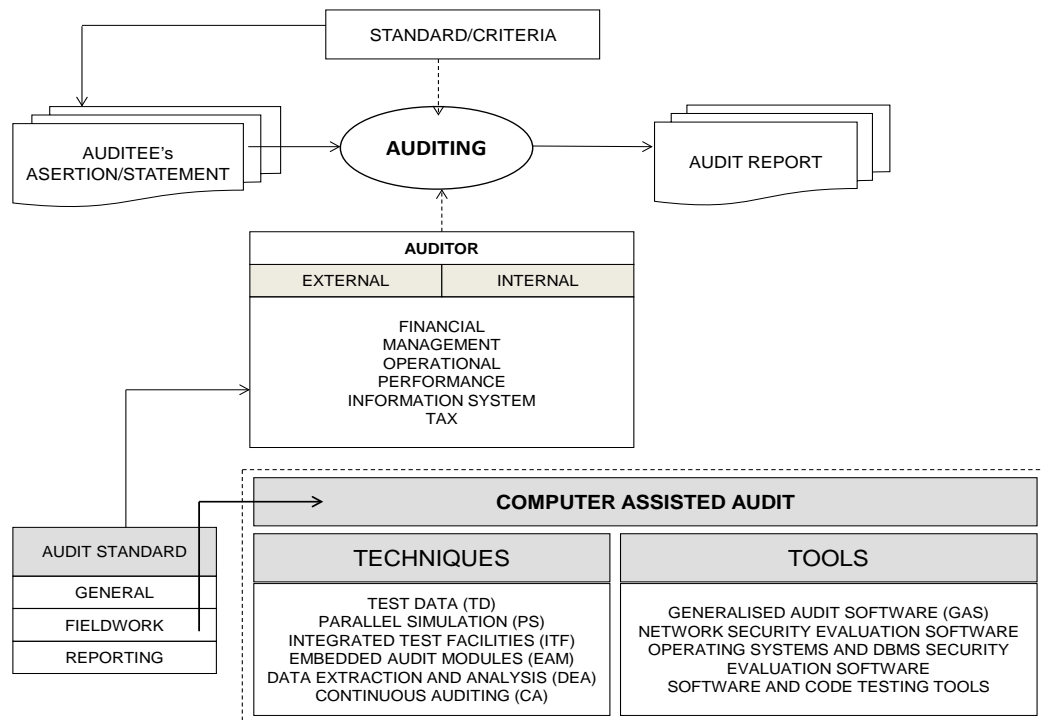 STANDARD/CRITERIA
AUDITEE's
ASERTION/STATEMENT
AUDITING
AUDIT REPORT
AUDITOR
EXTERNAL
INTERNAL
FINANCIAL
MANAGEMENT
OPERATIONAL
PERFORMANCE
INFORMATION SYSTEM
TAX
AUDIT STANDARD
GENERAL
FIELDWORK
REPORTING
COMPUTER ASSISTED AUDIT
TECHNIQUES
TEST DATA (TD)
PARALLEL SIMULATION (PS)
INTEGRATED TEST FACILITIES (ITF)
EMBEDDED AUDIT MODULES (EAM)
DATA EXTRACTION AND ANALYSIS (DEA)
CONTINUOUS AUDITING (CA)
TOOLS
GENERALISED AUDIT SOFTWARE (GAS)
NETWORK SECURITY EVALUATION SOFTWARE
OPERATING SYSTEMS AND DBMS SECURITY
EVALUATION SOFTWARE
SOFTWARE AND CODE TESTING TOOLS